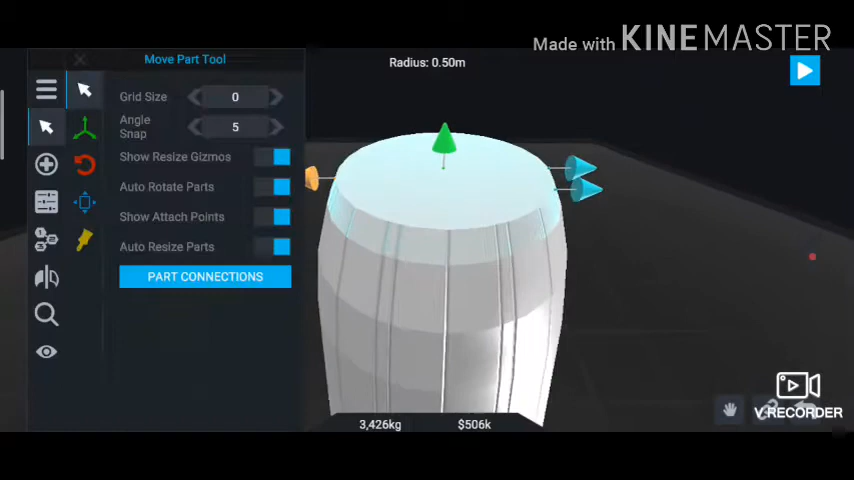 Made with KINEMASTER
Move Part Tool
Radius: 0.50m
Grid Size 0
Angle Snap 5
Show Resize Gizmos
Auto Rotate Parts
Show Attach Points
Auto Resize Parts
PART CONNECTIONS
V.RECORDER
3,426kg $506k